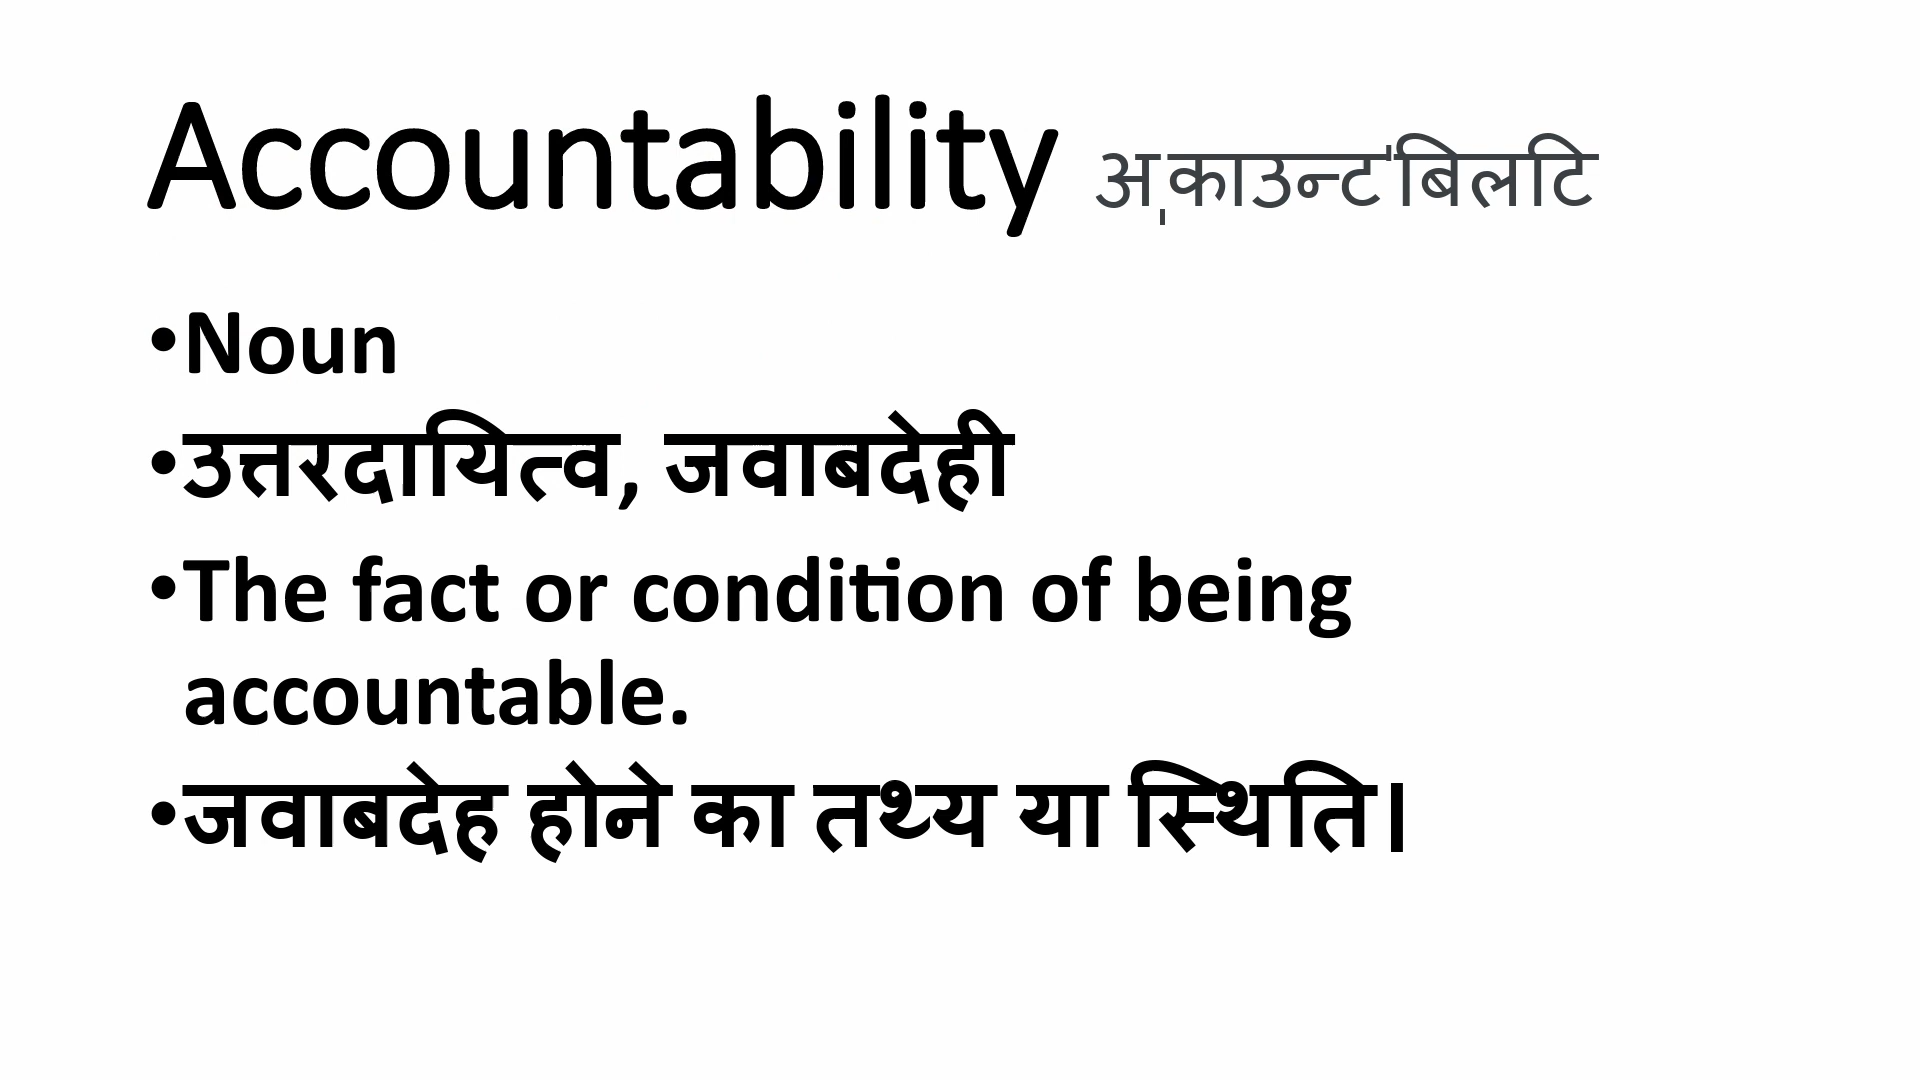 Accountability अˌकाउन्टˈबिलटि
•Noun
•उत्तरदायित्व, जवाबदेही
•The fact or condition of being
accountable.
•जवाबदेह होने का तथ्य या स्थिति।